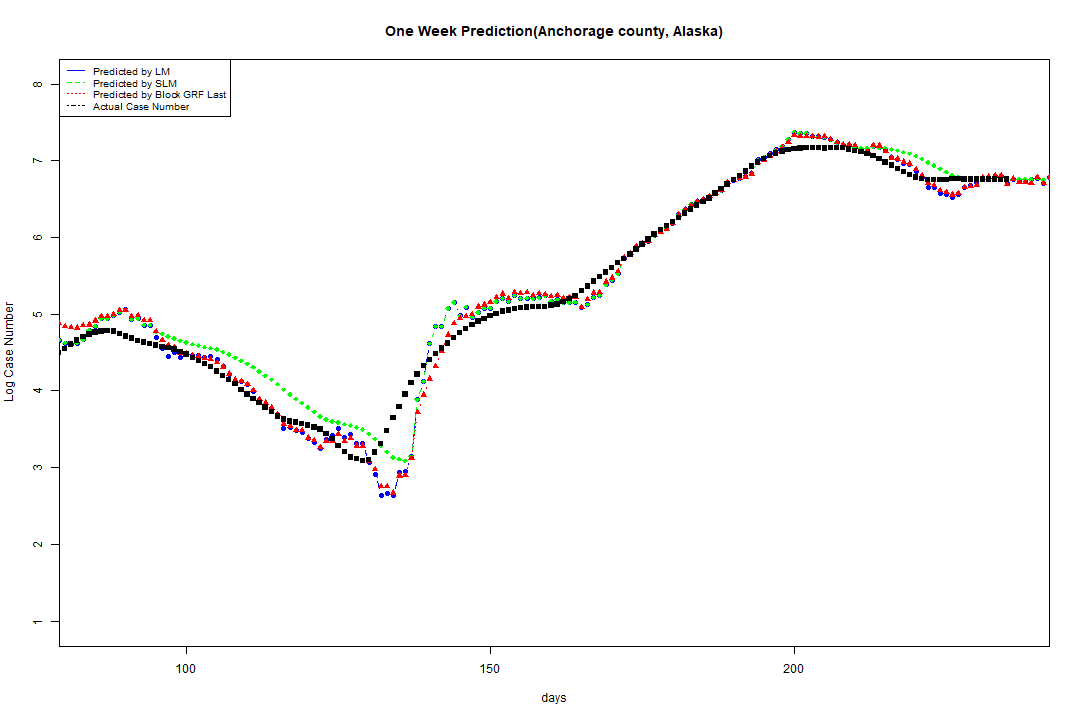 One Week Prediction(Anchorage county, Alaska)
Predicted by LM
Predicted by SLM
Predicted by Block GRF Last
Actual Case Number
Log Case Number
8
7
6
5
4
3
2
1
100 150 200
days